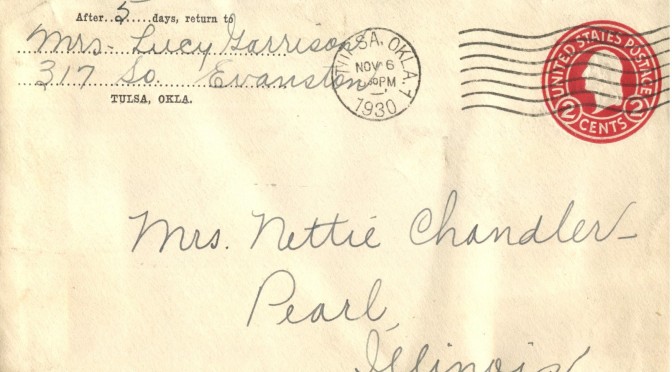 After 5 days, return to
Mrs. Lucy Garrison
317 So. Evanston
TULSA, OKLA.
TULSA, OKLA.
NOV 6
PM
1930
UNITED STATES POSTAGE
2 CENTS 2
Mrs. Nettie Chandler
Pearl,
Illinois